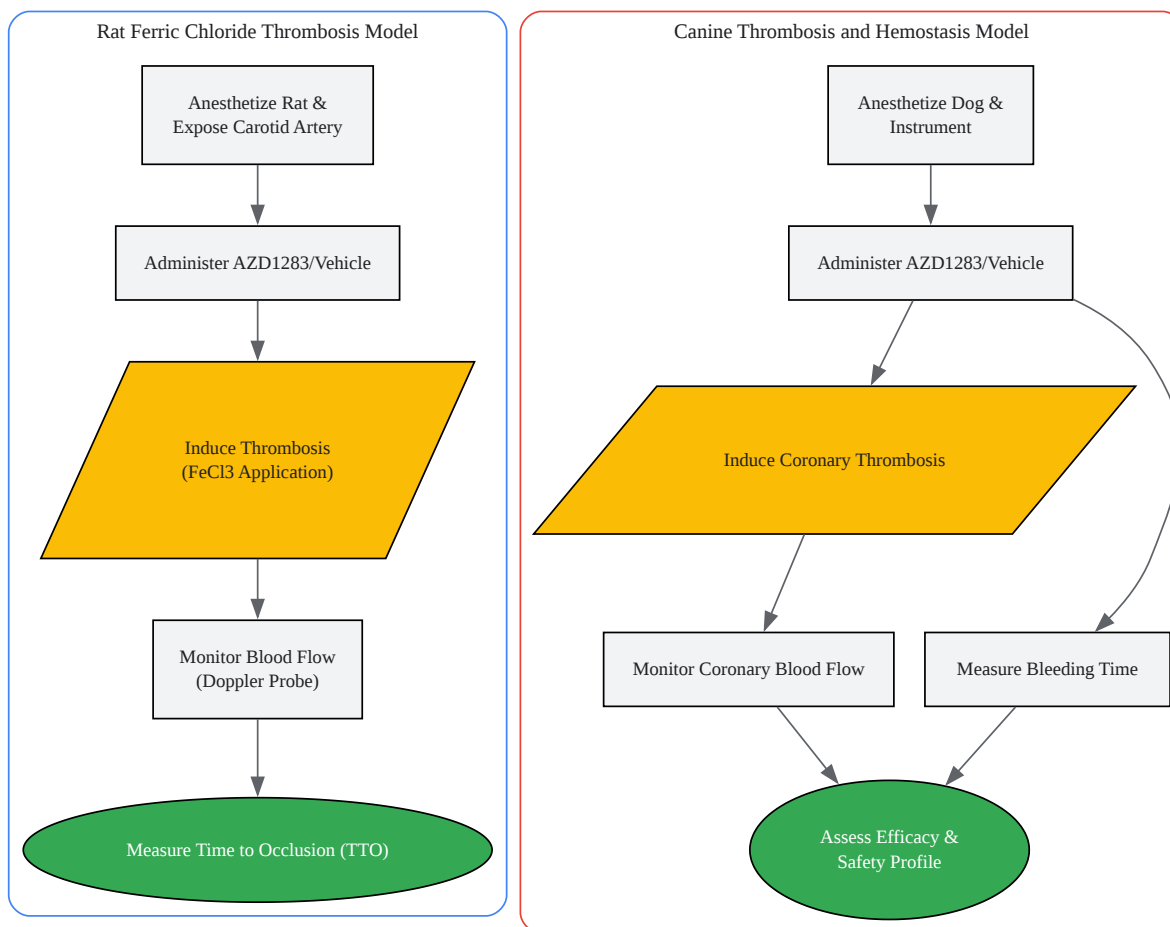 Rat Ferric Chloride Thrombosis Model
Anesthetize Rat &
Expose Carotid Artery
Administer AZD1283/Vehicle
Induce Thrombosis
(FeCl3 Application)
Monitor Blood Flow
(Doppler Probe)
Measure Time to Occlusion (TTO)
Canine Thrombosis and Hemostasis Model
Anesthetize Dog &
Instrument
Administer AZD1283/Vehicle
Induce Coronary Thrombosis
Monitor Coronary Blood Flow
Measure Bleeding Time
Assess Efficacy &
Safety Profile